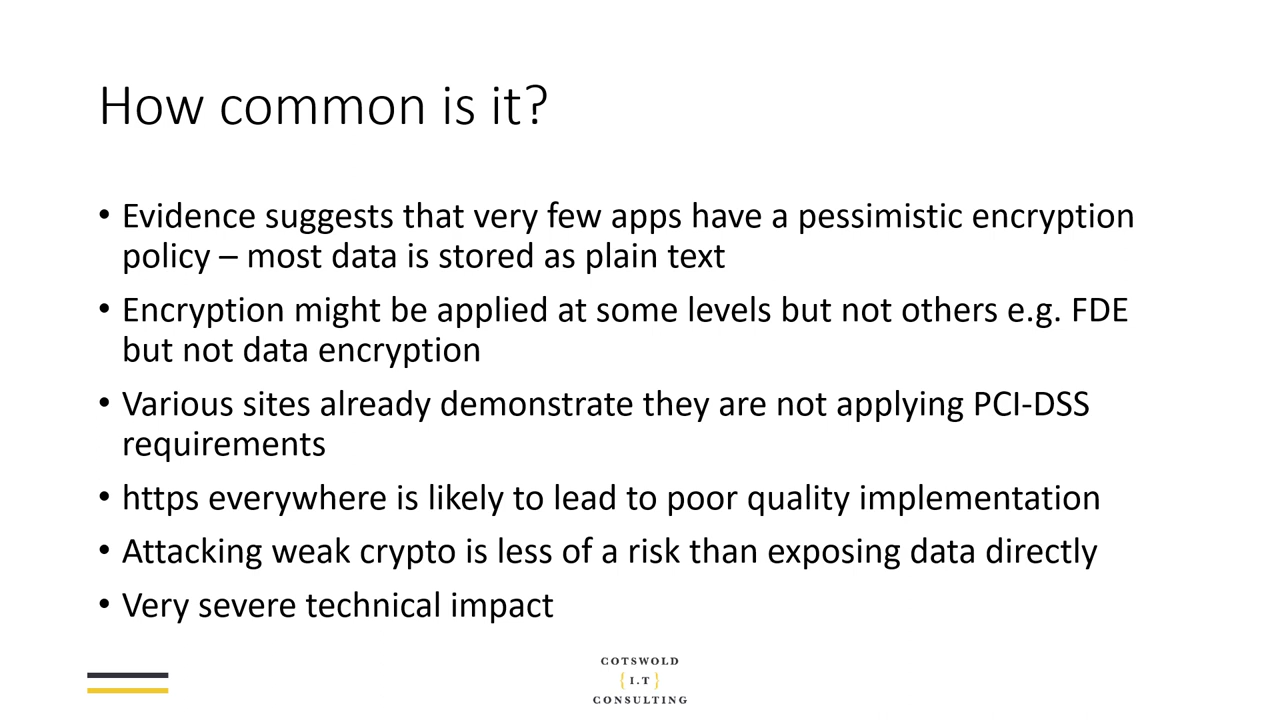 How common is it?
• Evidence suggests that very few apps have a pessimistic encryption
policy – most data is stored as plain text
• Encryption might be applied at some levels but not others e.g. FDE
but not data encryption
• Various sites already demonstrate they are not applying PCI-DSS
requirements
• https everywhere is likely to lead to poor quality implementation
• Attacking weak crypto is less of a risk than exposing data directly
• Very severe technical impact
COTSWOLD
{ I.T }
CONSULTING